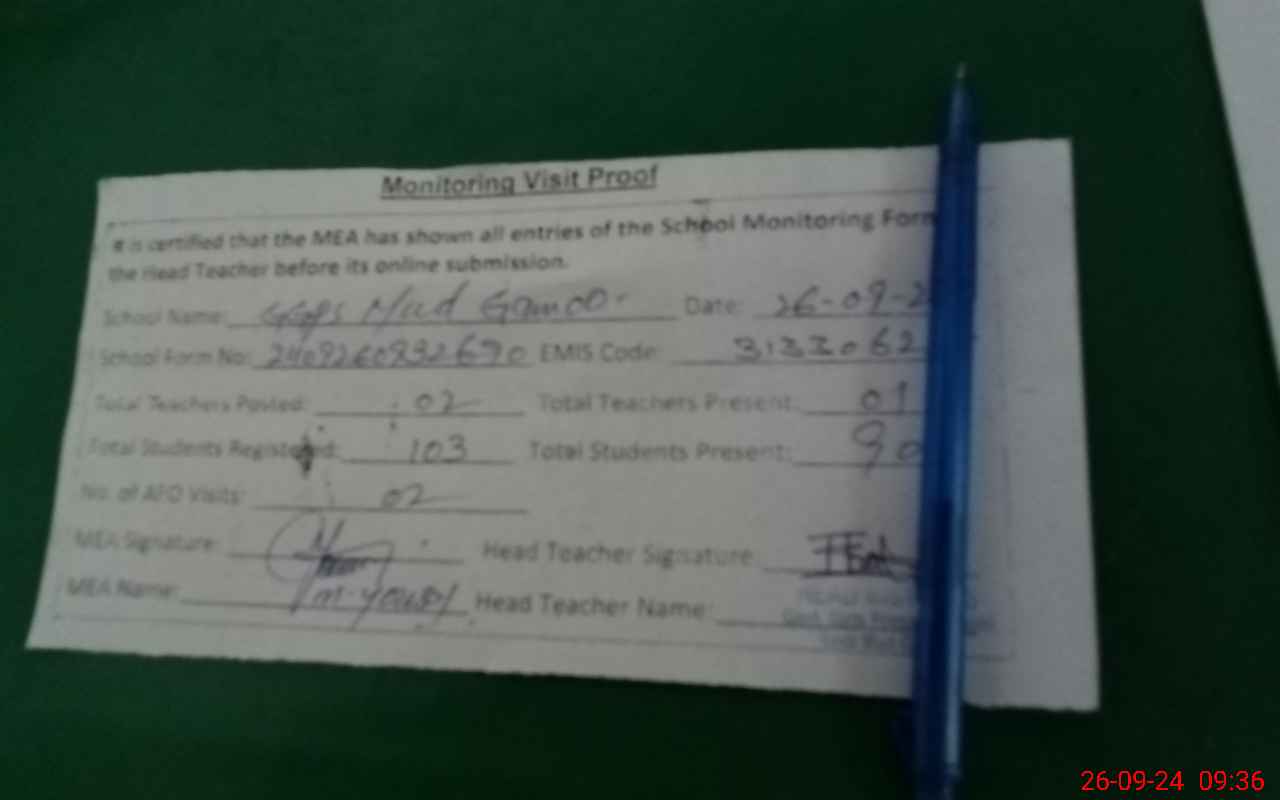 Monitoring Visit Proof
It is certified that the MEA has shown all entries of the School Monitoring Form
the Head Teacher before its online submission.
School Name: GGPS Date: 26-09-2
School Form No: 2409260932690 EMIS Code: 3133062
Total Teachers Posted: 02 Total Teachers Present: 01
Total Students Registered: 103 Total Students Present: 90
No. of AEO Visits: 02
MEA Signature: Head Teacher Signature
MEA Name: Head Teacher Name:
26-09-24 09:36